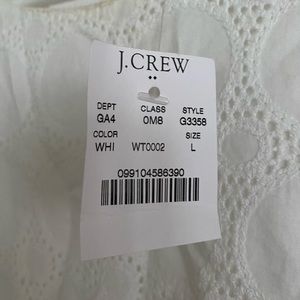 J.CREW
DEPT CLASS STYLE
GA4 0M8 G3358
COLOR SIZE
WHI WT0002 L
099104586390